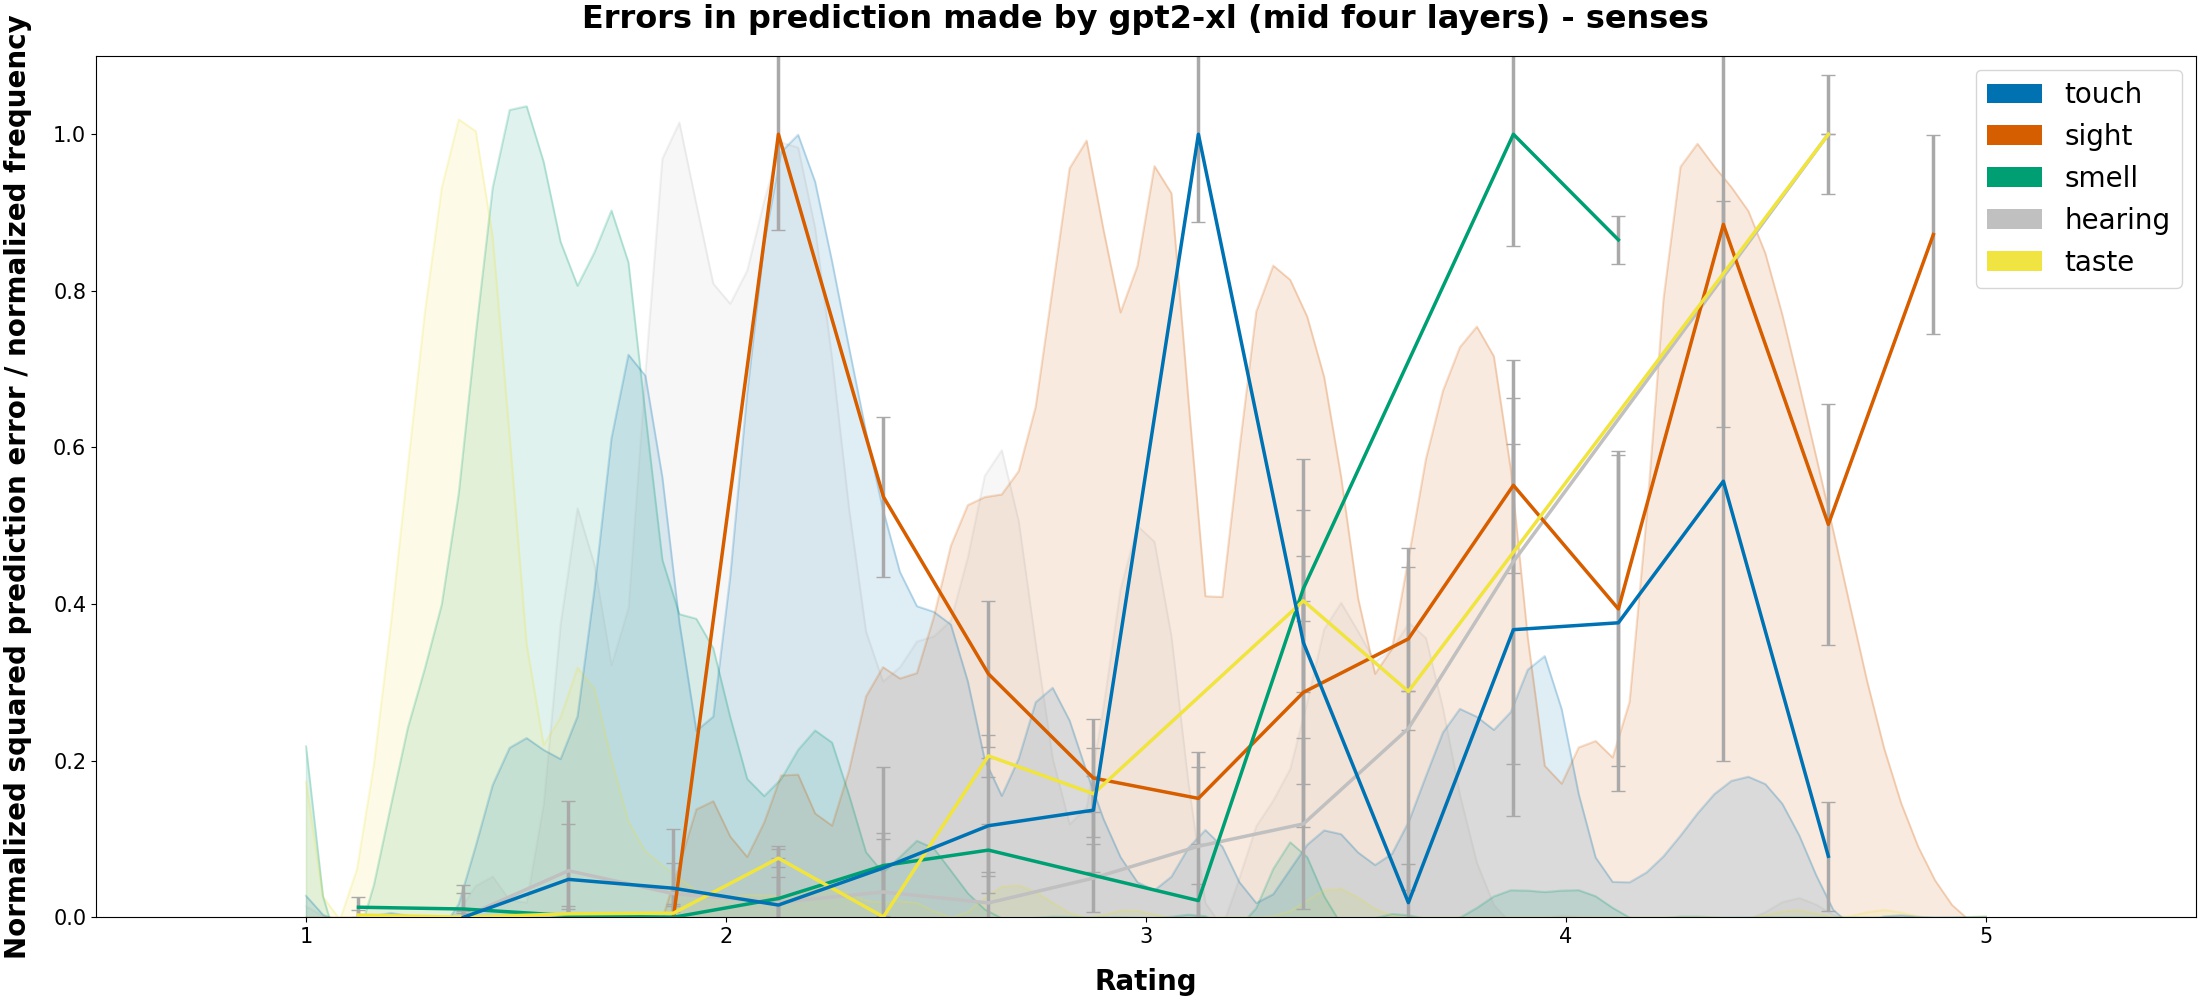 Errors in prediction made by gpt2-xl (mid four layers) - senses
Normalized squared prediction error / normalized frequency
1.0
0.8
0.6
0.4
0.2
0.0
touch
sight
smell
hearing
taste
1 2 3 4 5
Rating